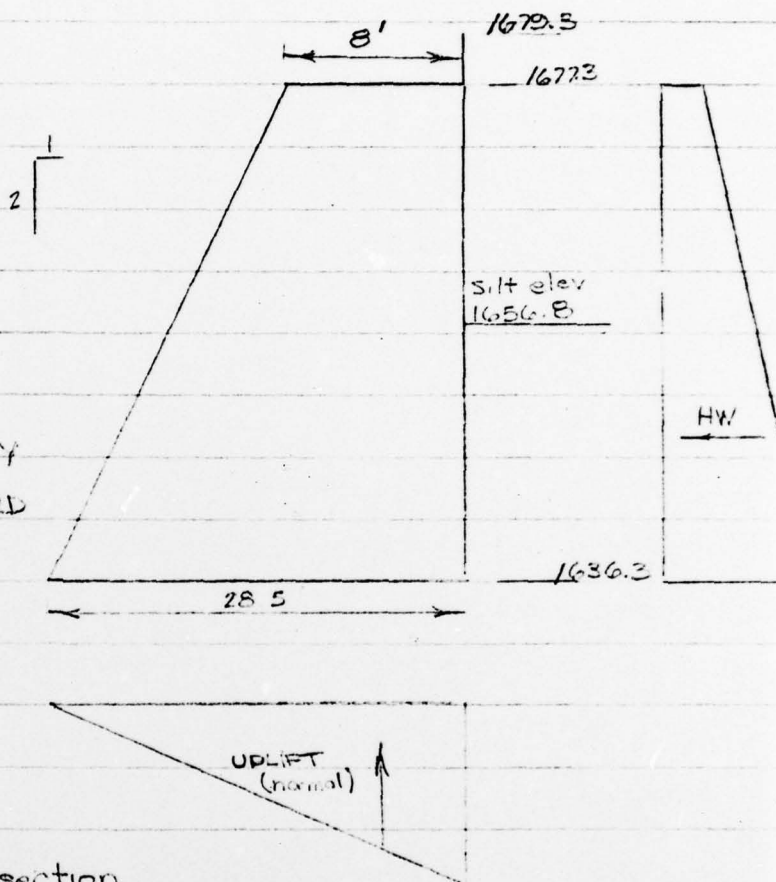 1679.3
8'
1677.3
1
2
silt elev
1656.8
HW
1636.3
28 5
UPLIFT
(normal)
section